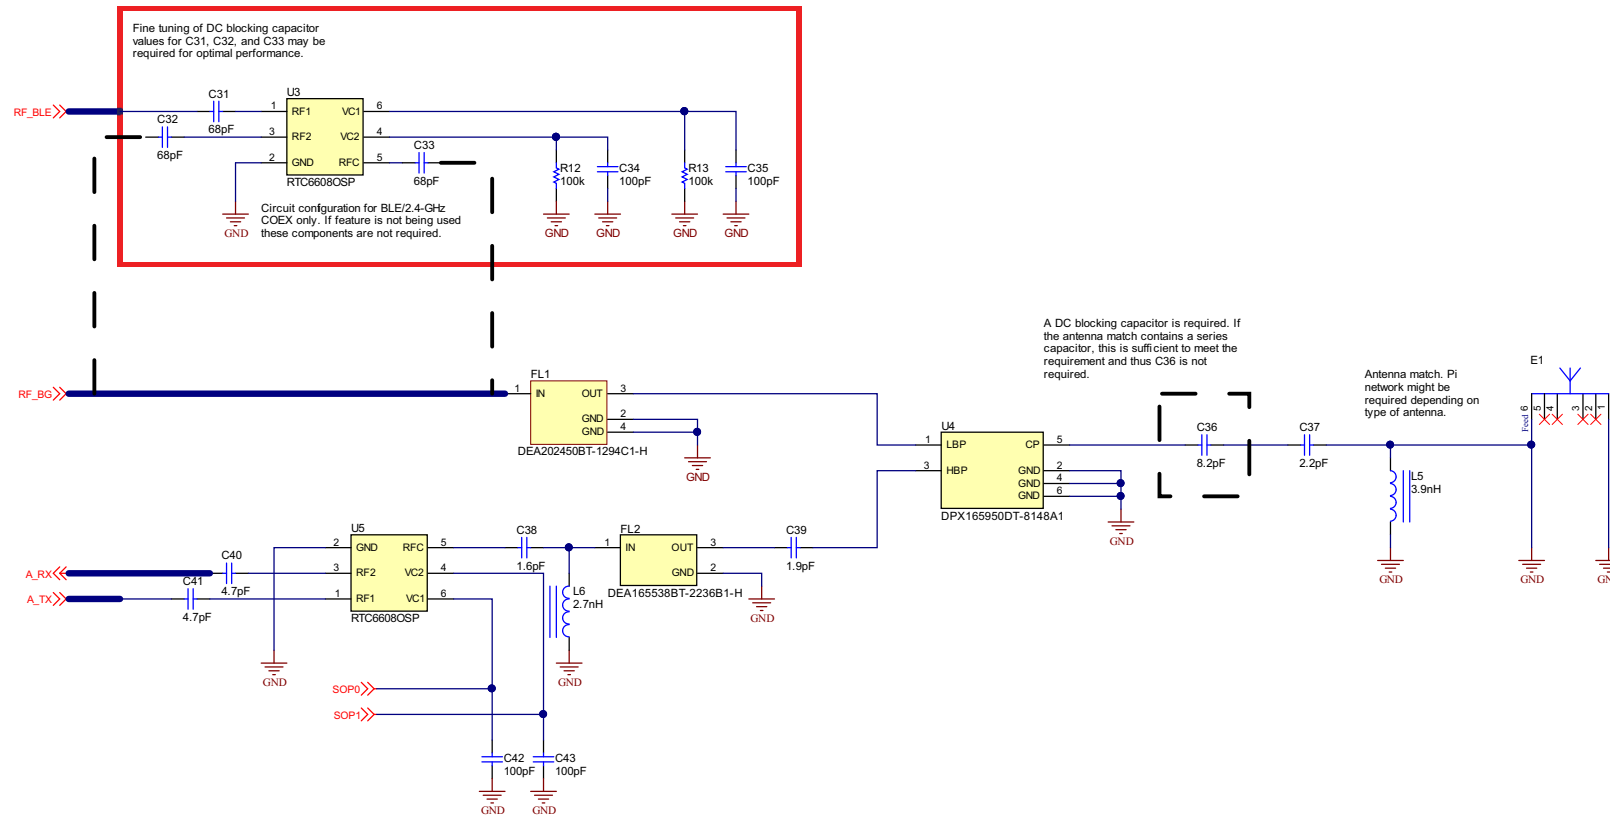 Fine tuning of DC blocking capacitor
values for C31, C32, and C33 may be
required for optimal performance.
RF_BLE
C31
68pF
C32
68pF
U3
1 RF1 VC1 6
3 RF2 VC2 4
2 GND RFC 5
RTC6608OSP
C33
68pF
R12
100k
C34
100pF
R13
100k
C35
100pF
GND
GND
GND
GND
GND
Circuit configuration for BLE/2.4-GHz
COEX only. If feature is not being used
these components are not required.
RF_BG
FL1
1 IN OUT 3
GND 2
GND 4
DEA202450BT-1294C1-H
GND
A DC blocking capacitor is required. If
the antenna match contains a series
capacitor, this is sufficient to meet the
requirement and thus C36 is not
required.
U4
1 LBP CP 5
3 HBP GND 2
GND 4
GND 6
DPX165950DT-8148A1
GND
C36
8.2pF
C37
2.2pF
Antenna match. Pi
network might be
required depending on
type of antenna.
L5
3.9nH
GND
E1
Feed 6 5 4 3 2 1
GND
GN
A_RX
A_TX
C40
4.7pF
C41
4.7pF
U5
2 GND RFC 5
3 RF2 VC2 4
1 RF1 VC1 6
RTC6608OSP
GND
C38
1.6pF
L6
2.7nH
GND
FL2
1 IN OUT 3
GND 2
DEA165538BT-2236B1-H
GND
C39
1.9pF
SOP0
SOP1
C42
100pF
C43
100pF
GND
GND